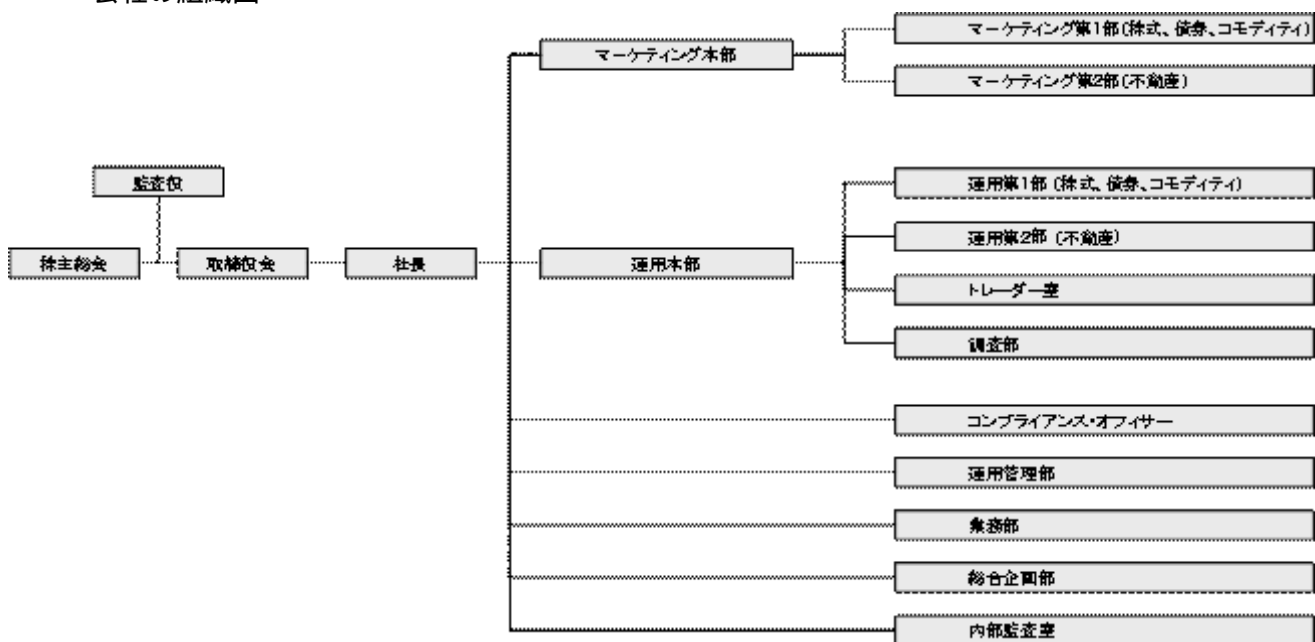 会社の組織図
マーケティング第1部(株式、債券、コモディティ)
マーケティング本部
マーケティング第2部(不動産)
監査役
運用第1部 (株式、債券、コモディティ)
運用第2部 (不動産)
株主総会
取締役会
社長
運用本部
トレーダー室
調査部
コンプライアンス・オフィサー
運用管理部
業務部
総合企画部
内部監査室